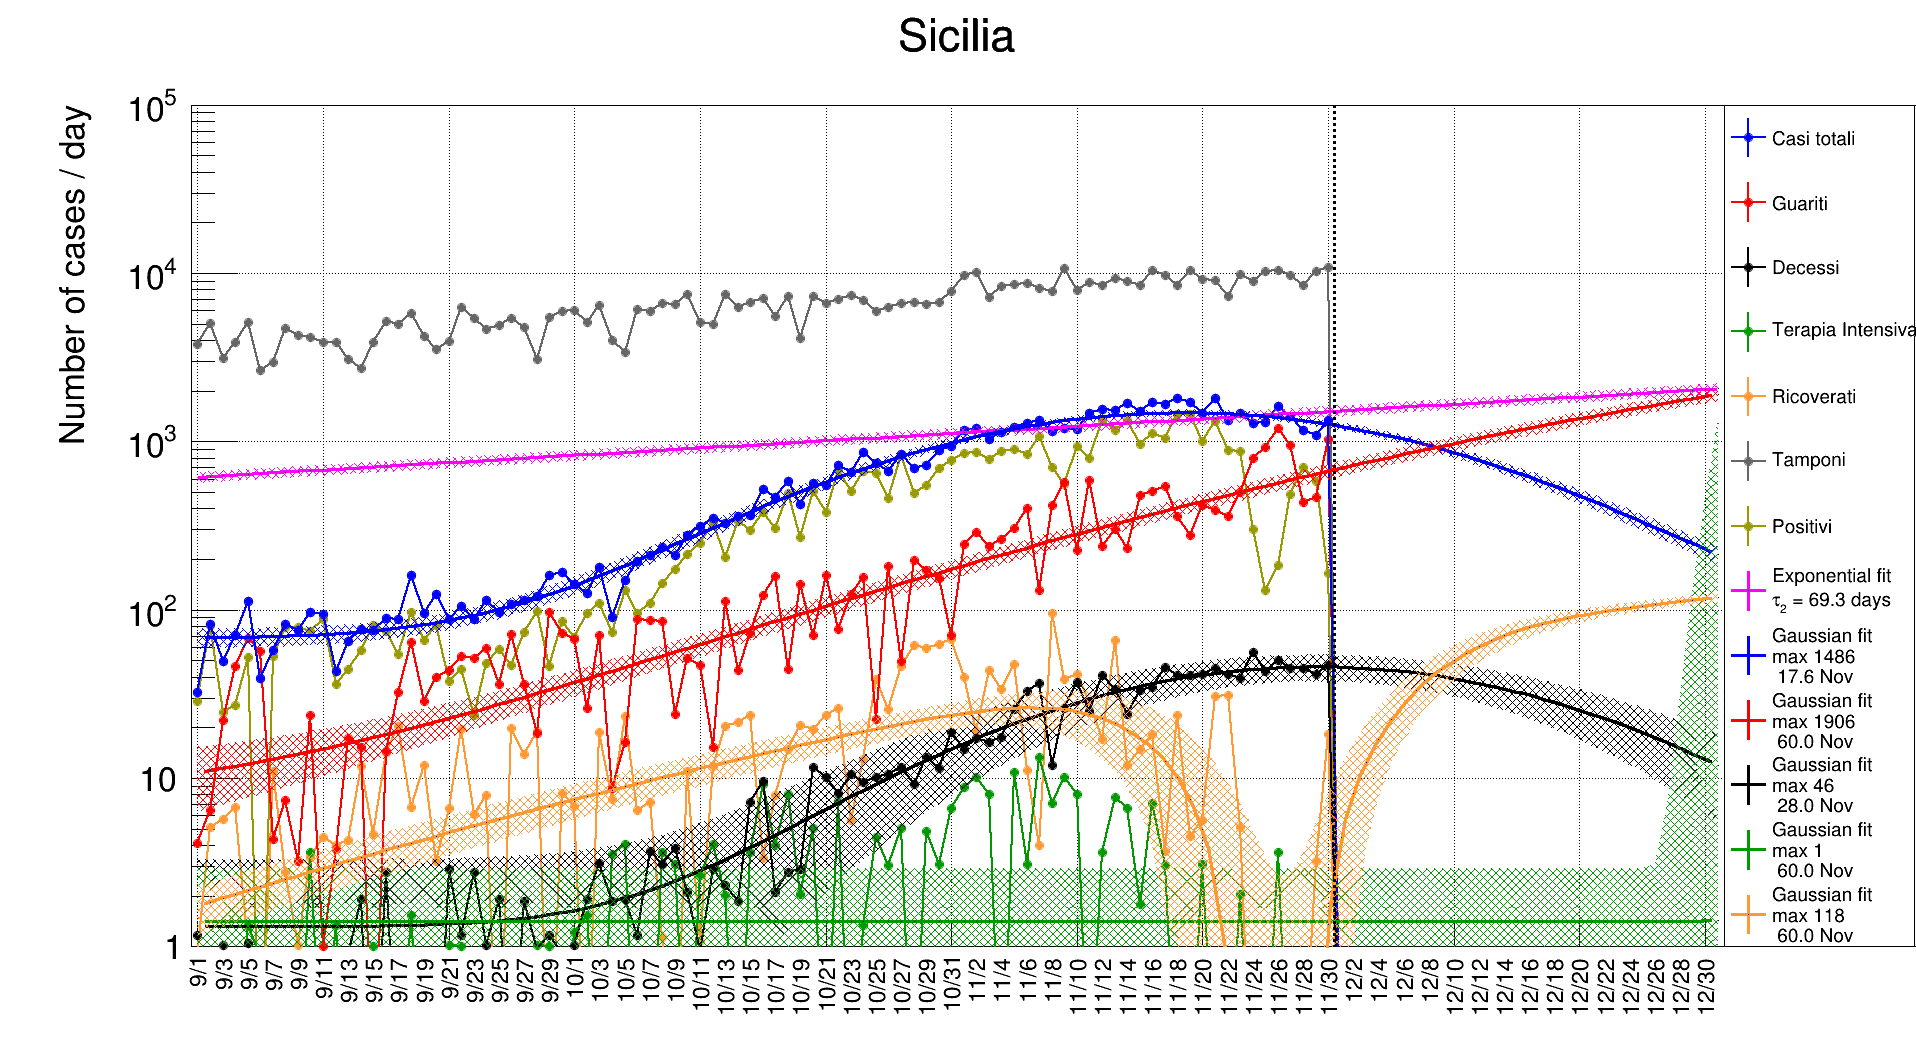 Sicilia
Number of cases / day
10^5
10^4
10^3
10^2
10
1
9/1
9/3
9/5
9/7
9/9
9/11
9/13
9/15
9/17
9/19
9/21
9/23
9/25
9/27
9/29
10/1
10/3
10/5
10/7
10/9
10/11
10/13
10/15
10/17
10/19
10/21
10/23
10/25
10/27
10/29
10/31
11/2
11/4
11/6
11/8
11/10
11/12
11/14
11/16
11/18
11/20
11/22
11/24
11/26
11/28
11/30
12/2
12/4
12/6
12/8
12/10
12/12
12/14
12/16
12/18
12/20
12/22
12/24
12/26
12/28
12/30
Casi totali
Guariti
Decessi
Terapia Intensiva
Ricoverati
Tamponi
Positivi
Exponential fit
τ2 = 69.3 days
Gaussian fit
max 1486
17.6 Nov
Gaussian fit
max 1906
60.0 Nov
Gaussian fit
max 46
28.0 Nov
Gaussian fit
max 1
60.0 Nov
Gaussian fit
max 118
60.0 Nov